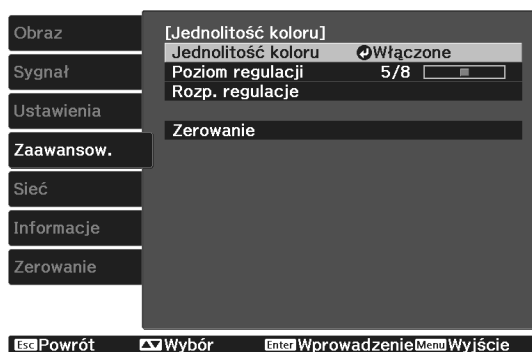 Obraz
Sygnał
Ustawienia
Zaawansow.
Sieć
Informacje
Zerowanie
[Jednolitość koloru]
Jednolitość koloru Włączone
Poziom regulacji 5/8
Rozp. regulacje
Zerowanie
Esc Powrót Wybór Enter Wprowadzenie Menu Wyjście